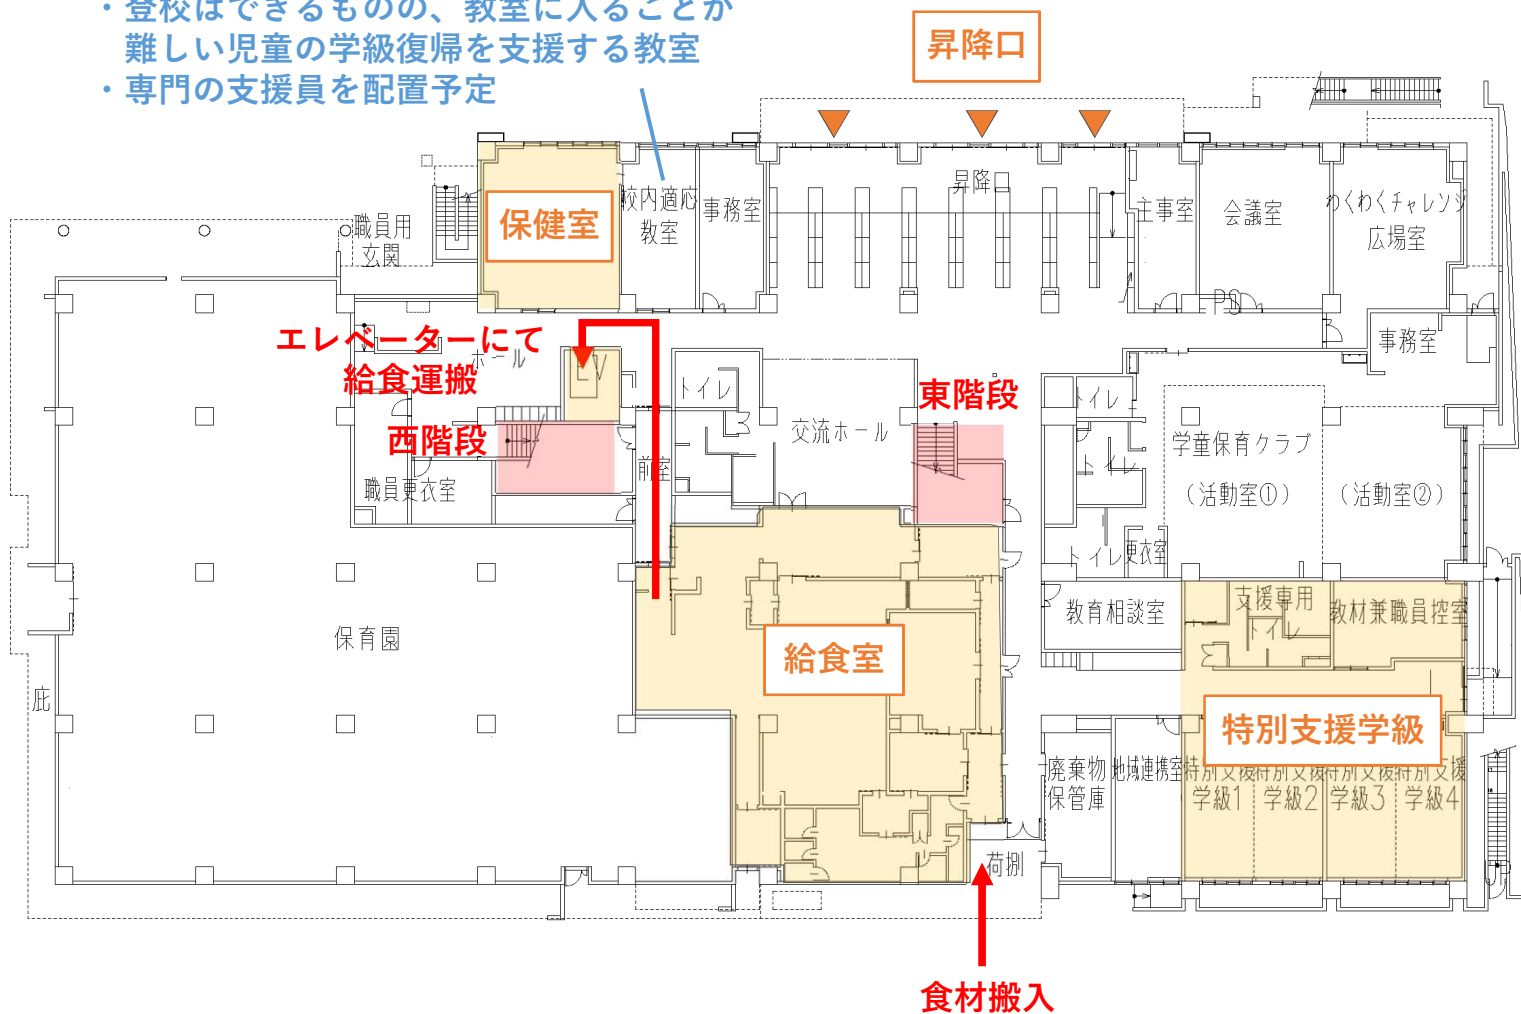 ・登校はできるものの、教室に入ることが
難しい児童の学級復帰を支援する教室
・専門の支援員を配置予定
昇降口
職員用
玄関
保健室
校内適応
教室
事務室
昇降口
主事室
会議室
わくわくチャレンジ
広場室
PS
事務室
エレベーターにて
給食運搬
ホール
EV
トイレ
東階段
トイレ
西階段
交流ホール
学童保育クラブ
（活動室①）
（活動室②）
トイレ
前室
職員更衣室
トイレ
更衣室
教育相談室
支援専用
トイレ
教材兼職員控室
保育園
給食室
庇
特別支援学級
廃棄物
保管庫
地域連携室
特別支援
学級1
特別支援
学級2
特別支援
学級3
特別支援
学級4
荷捌
UP
食材搬入